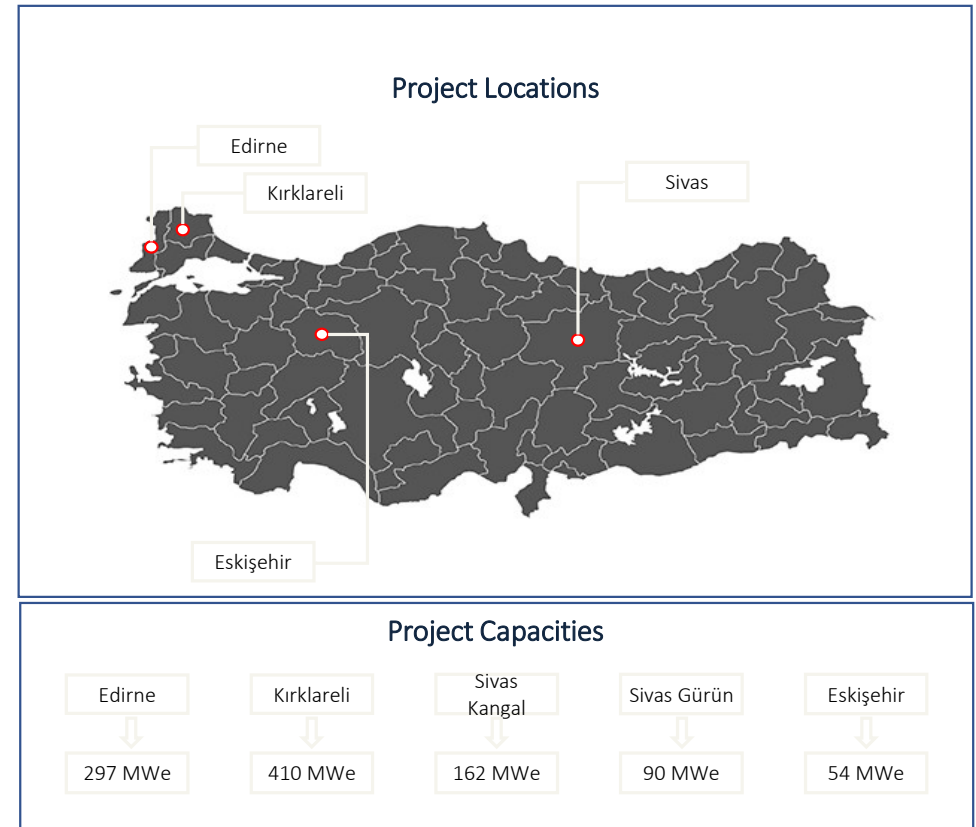 Project Locations
Edirne
Kırklareli
Sivas
Eskişehir
Project Capacities
Edirne
Kırklareli
Sivas
Kangal
Sivas Gürün
Eskişehir
297 MWe
410 MWe
162 MWe
90 MWe
54 MWe